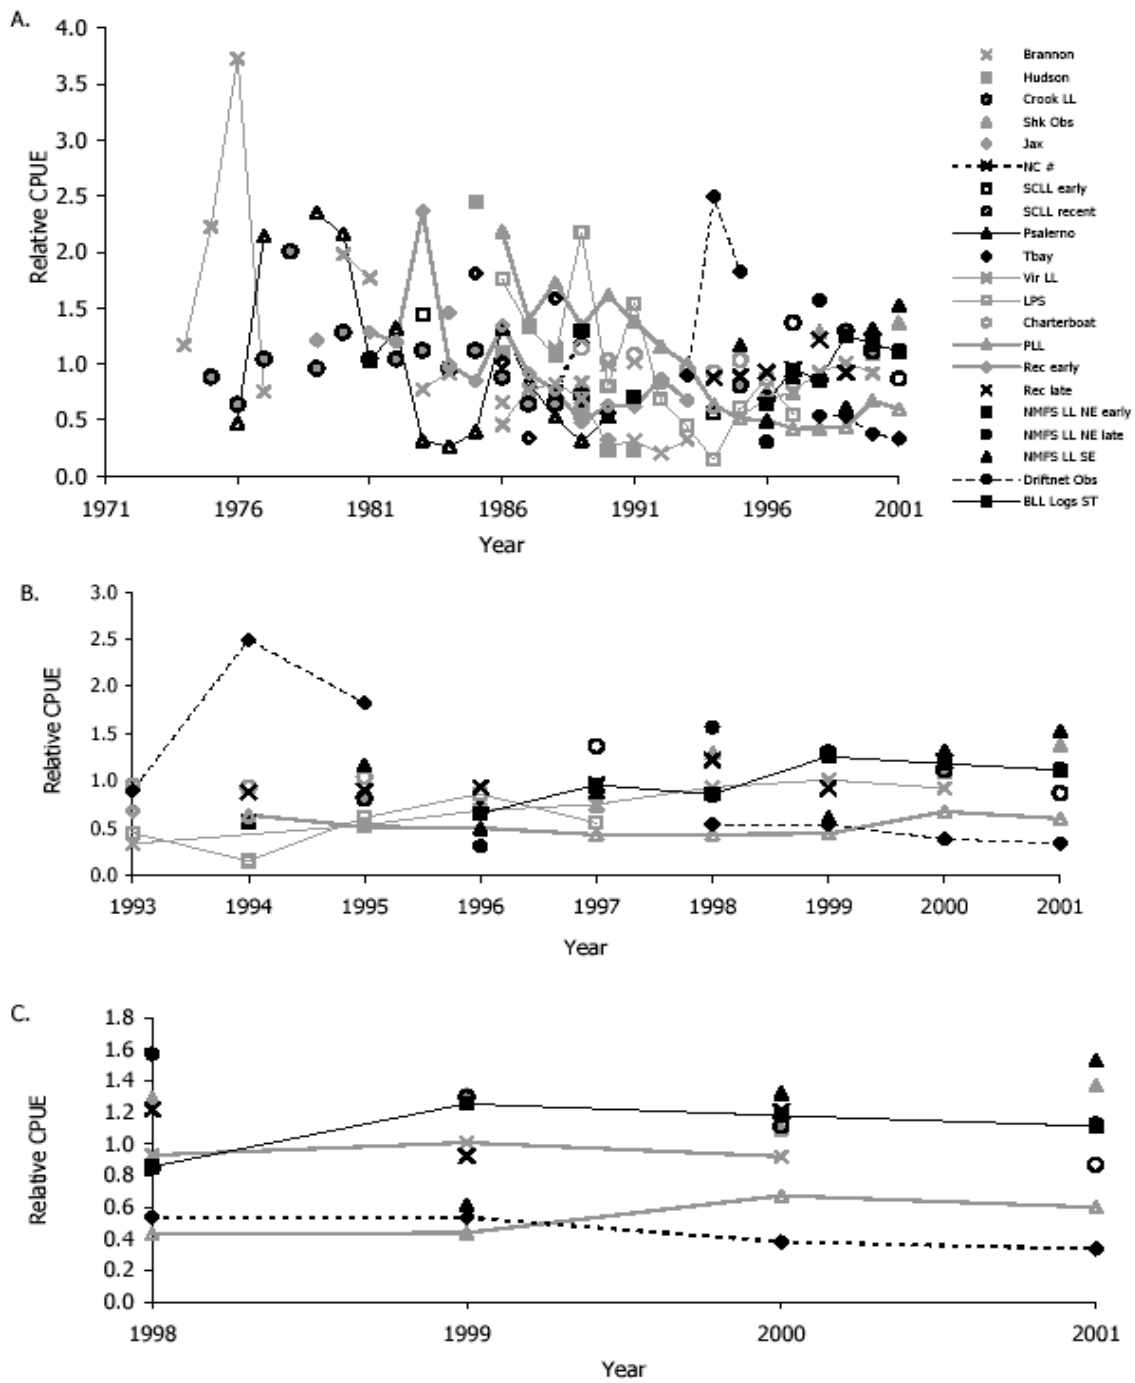 A.
4.0
3.5
3.0
2.5
2.0
1.5
1.0
0.5
0.0
Relative CPUE
1971 1976 1981 1986 1991 1996 2001
Year
Brannon
Hudson
Crook LL
Shk Obs
Jax
NC #
SCLL early
SCLL recent
Psalerno
Tbay
Vir LL
LPS
Charterboat
PLL
Rec early
Rec late
NMFS LL NE early
NMFS LL NE late
NMFS LL SE
Driftnet Obs
BLL Logs ST
B.
3.0
2.5
2.0
1.5
1.0
0.5
0.0
Relative CPUE
1993 1994 1995 1996 1997 1998 1999 2000 2001
Year
C.
1.8
1.6
1.4
1.2
1.0
0.8
0.6
0.4
0.2
0.0
Relative CPUE
1998 1999 2000 2001
Year